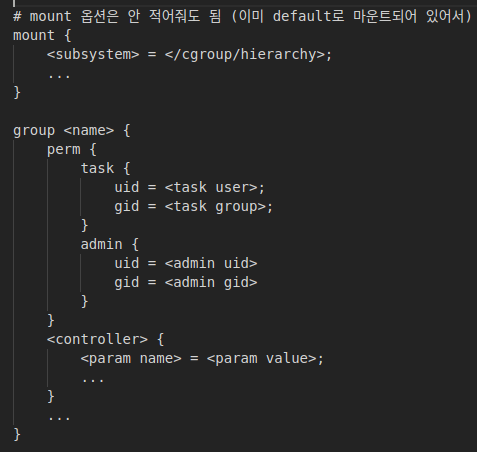 # mount 옵션은 안 적어줘도 됨 (이미 default로 마운트되어 있어서)
mount {
    <subsystem> = </cgroup/hierarchy>;
    ...
}

group <name> {
    perm {
        task {
            uid = <task user>;
            gid = <task group>;
        }
        admin {
            uid = <admin uid>
            gid = <admin gid>
        }
    }
    <controller> {
        <param name> = <param value>;
        ...
    }
    ...
}